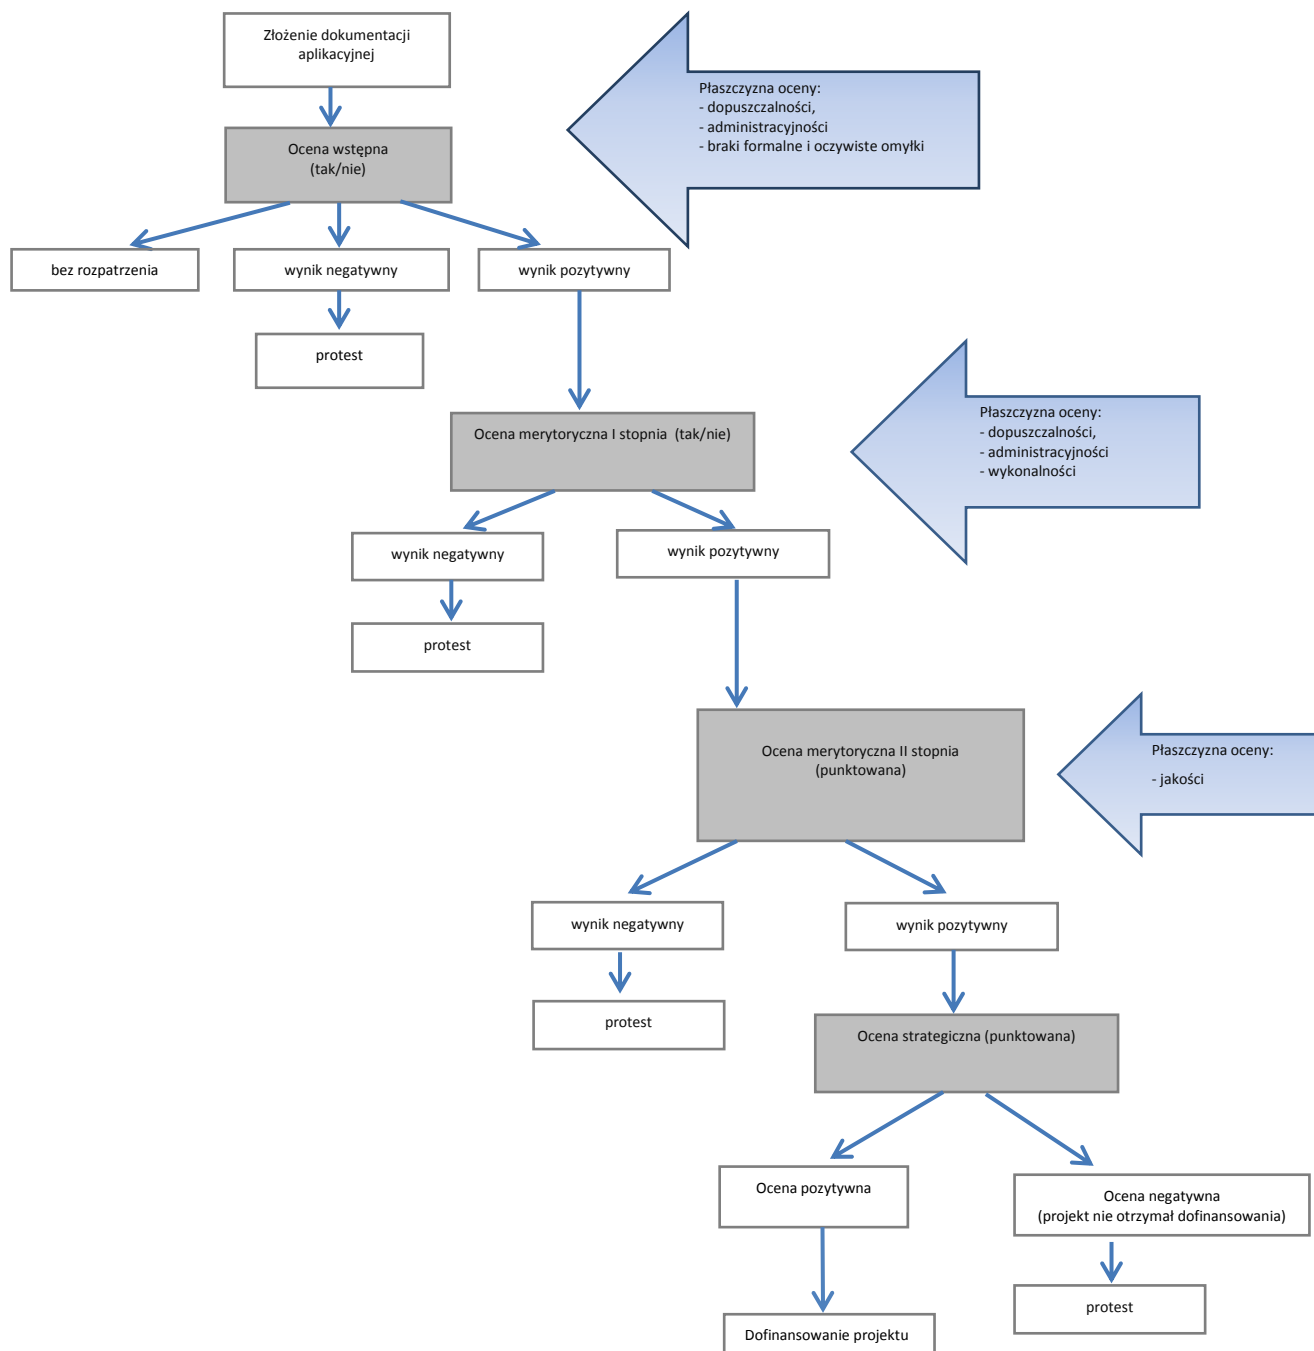 Złożenie dokumentacji
aplikacyjnej
Płaszczyzna oceny:
- dopuszczalności,
- administracyjności
- braki formalne i oczywiste omyłki
Ocena wstępna
(tak/nie)
bez rozpatrzenia
wynik negatywny
wynik pozytywny
protest
Płaszczyzna oceny:
- dopuszczalności,
- administracyjności
- wykonalności
Ocena merytoryczna I stopnia (tak/nie)
wynik negatywny
wynik pozytywny
protest
Ocena merytoryczna II stopnia
(punktowana)
Płaszczyzna oceny:
- jakości
wynik negatywny
wynik pozytywny
protest
Ocena strategiczna (punktowana)
Ocena pozytywna
Ocena negatywna
(projekt nie otrzymał dofinansowania)
protest
Dofinansowanie projektu